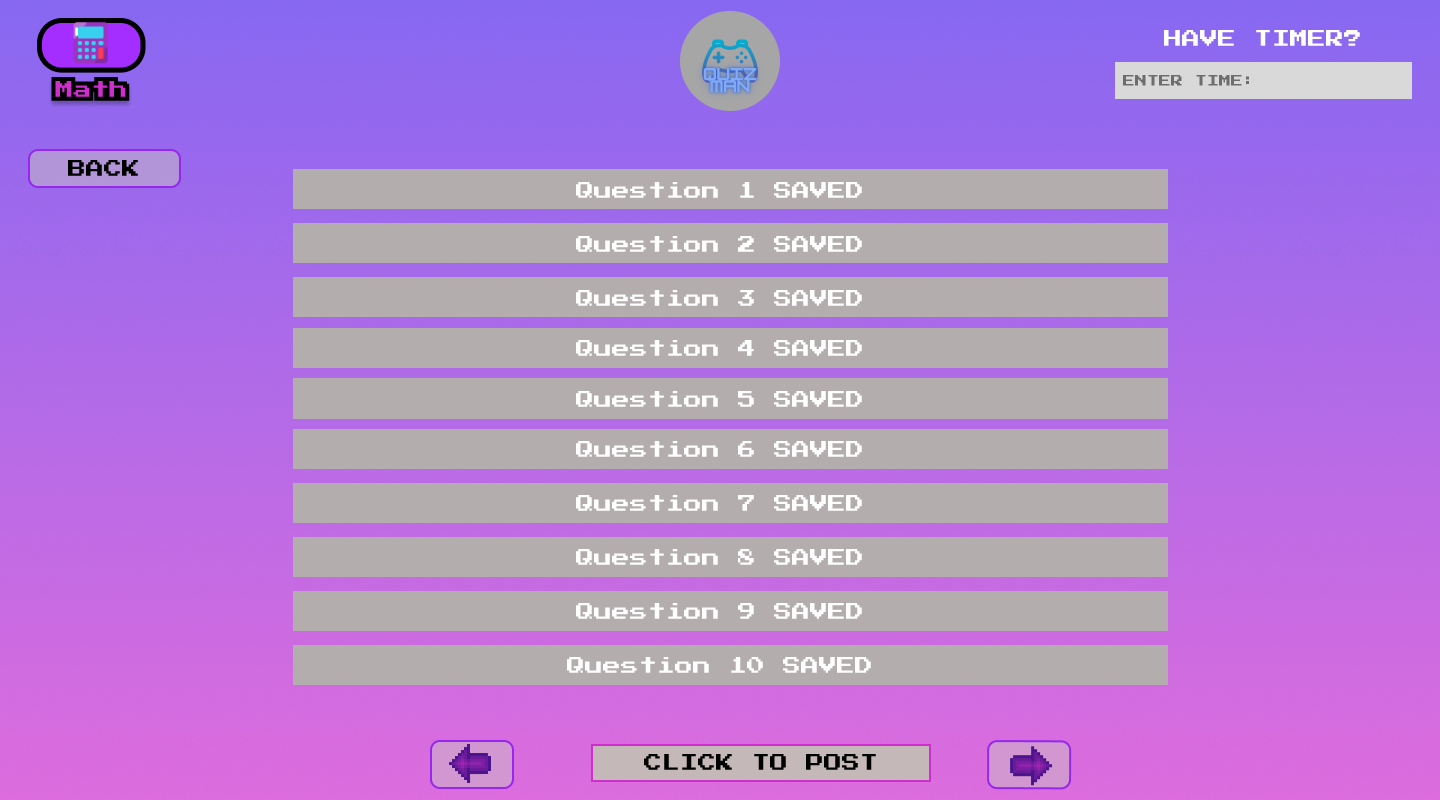 Math
QUIZ
MAN
HAVE TIMER?
ENTER TIME:
BACK
Question 1 SAVED
Question 2 SAVED
Question 3 SAVED
Question 4 SAVED
Question 5 SAVED
Question 6 SAVED
Question 7 SAVED
Question 8 SAVED
Question 9 SAVED
Question 10 SAVED
CLICK TO POST